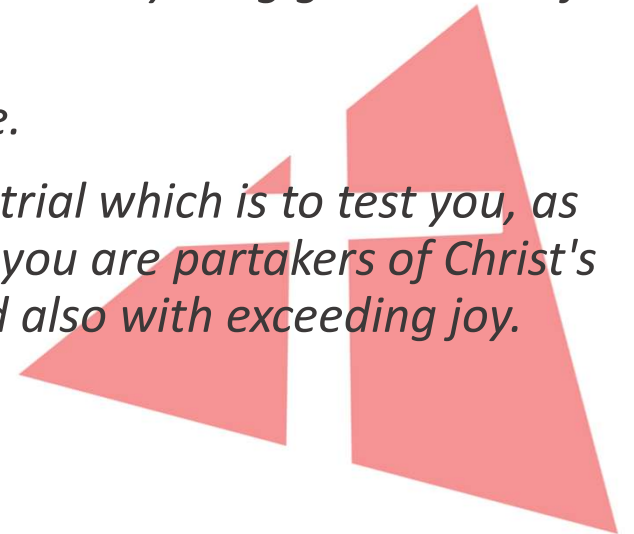 e.
trial which is to test you, as
you are partakers of Christ's
also with exceeding joy.